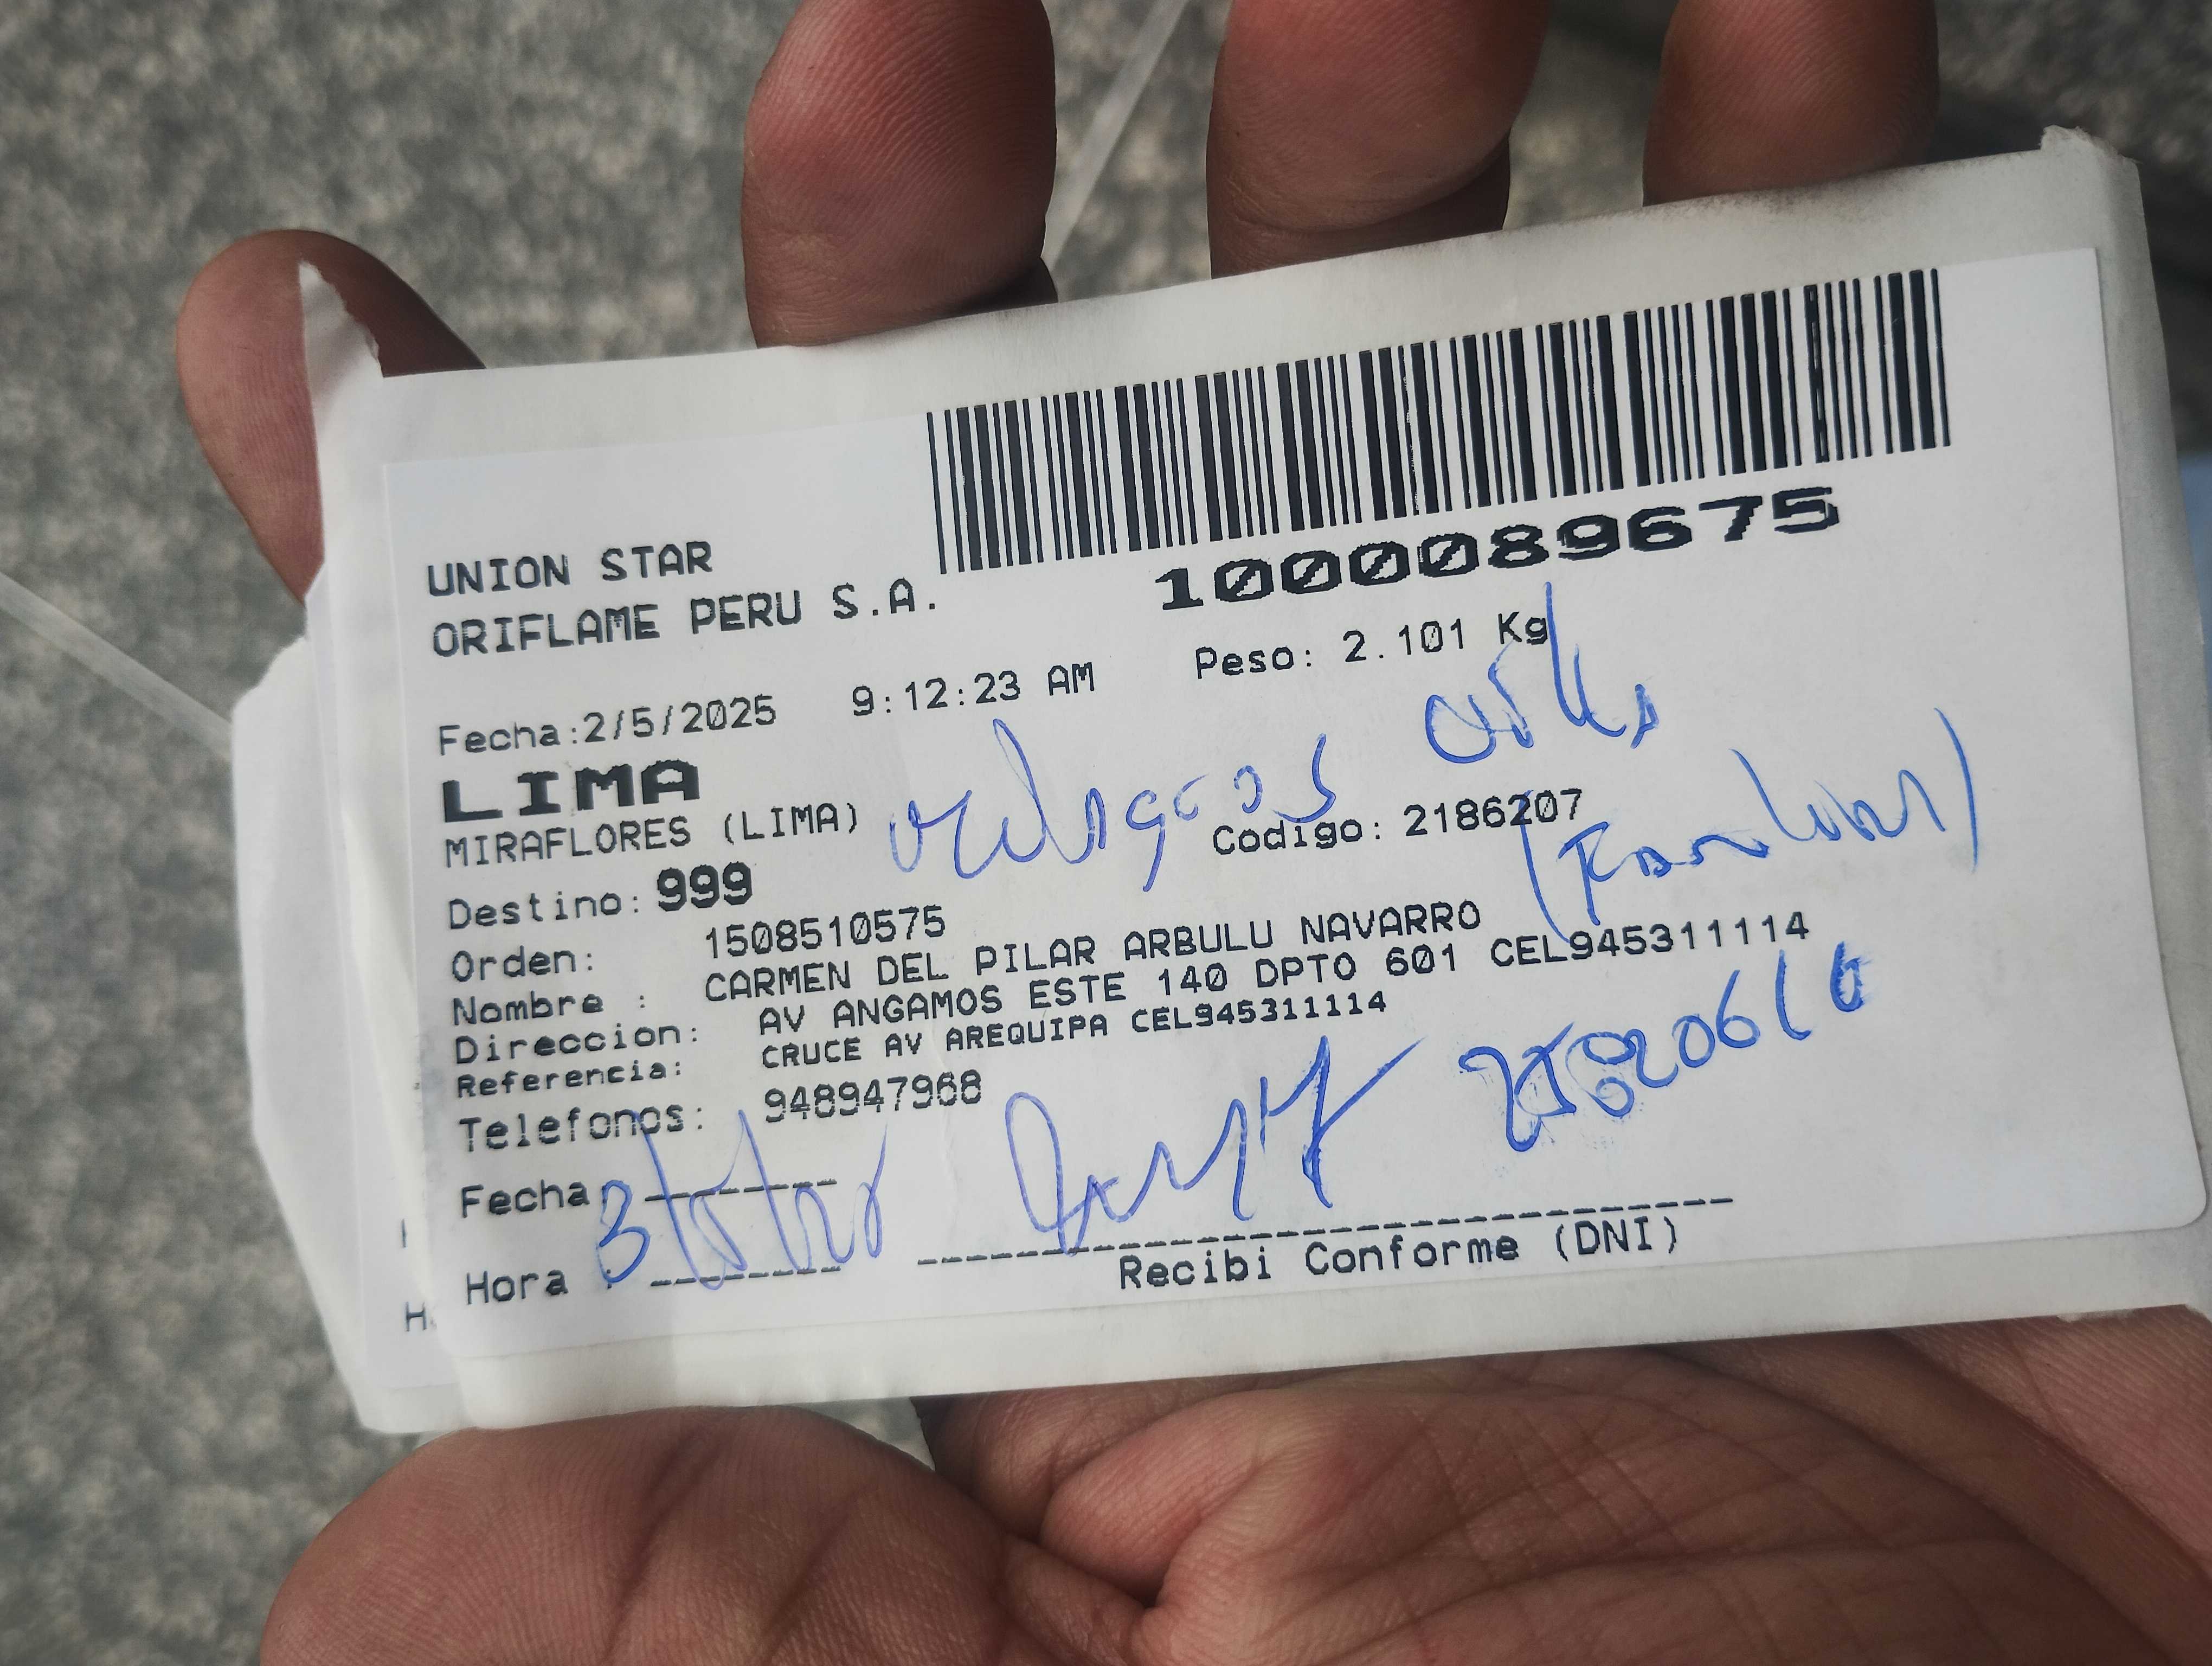 1000089675
UNION STAR
ORIFLAME PERU S.A.
Fecha:2/5/2025 9:12:23 AM Peso: 2.101 Kg
LIMA
MIRAFLORES (LIMA)
Codigo: 2186207
Destino: 999
Orden: 1508510575
Nombre : CARMEN DEL PILAR ARBULU NAVARRO
Direccion: AV ANGAMOS ESTE 140 DPTO 601 CEL945311114
Referencia: CRUCE AV AREQUIPA CEL945311114
Telefonos: 948947968
Fecha:
Hora :
Recibi Conforme (DNI)